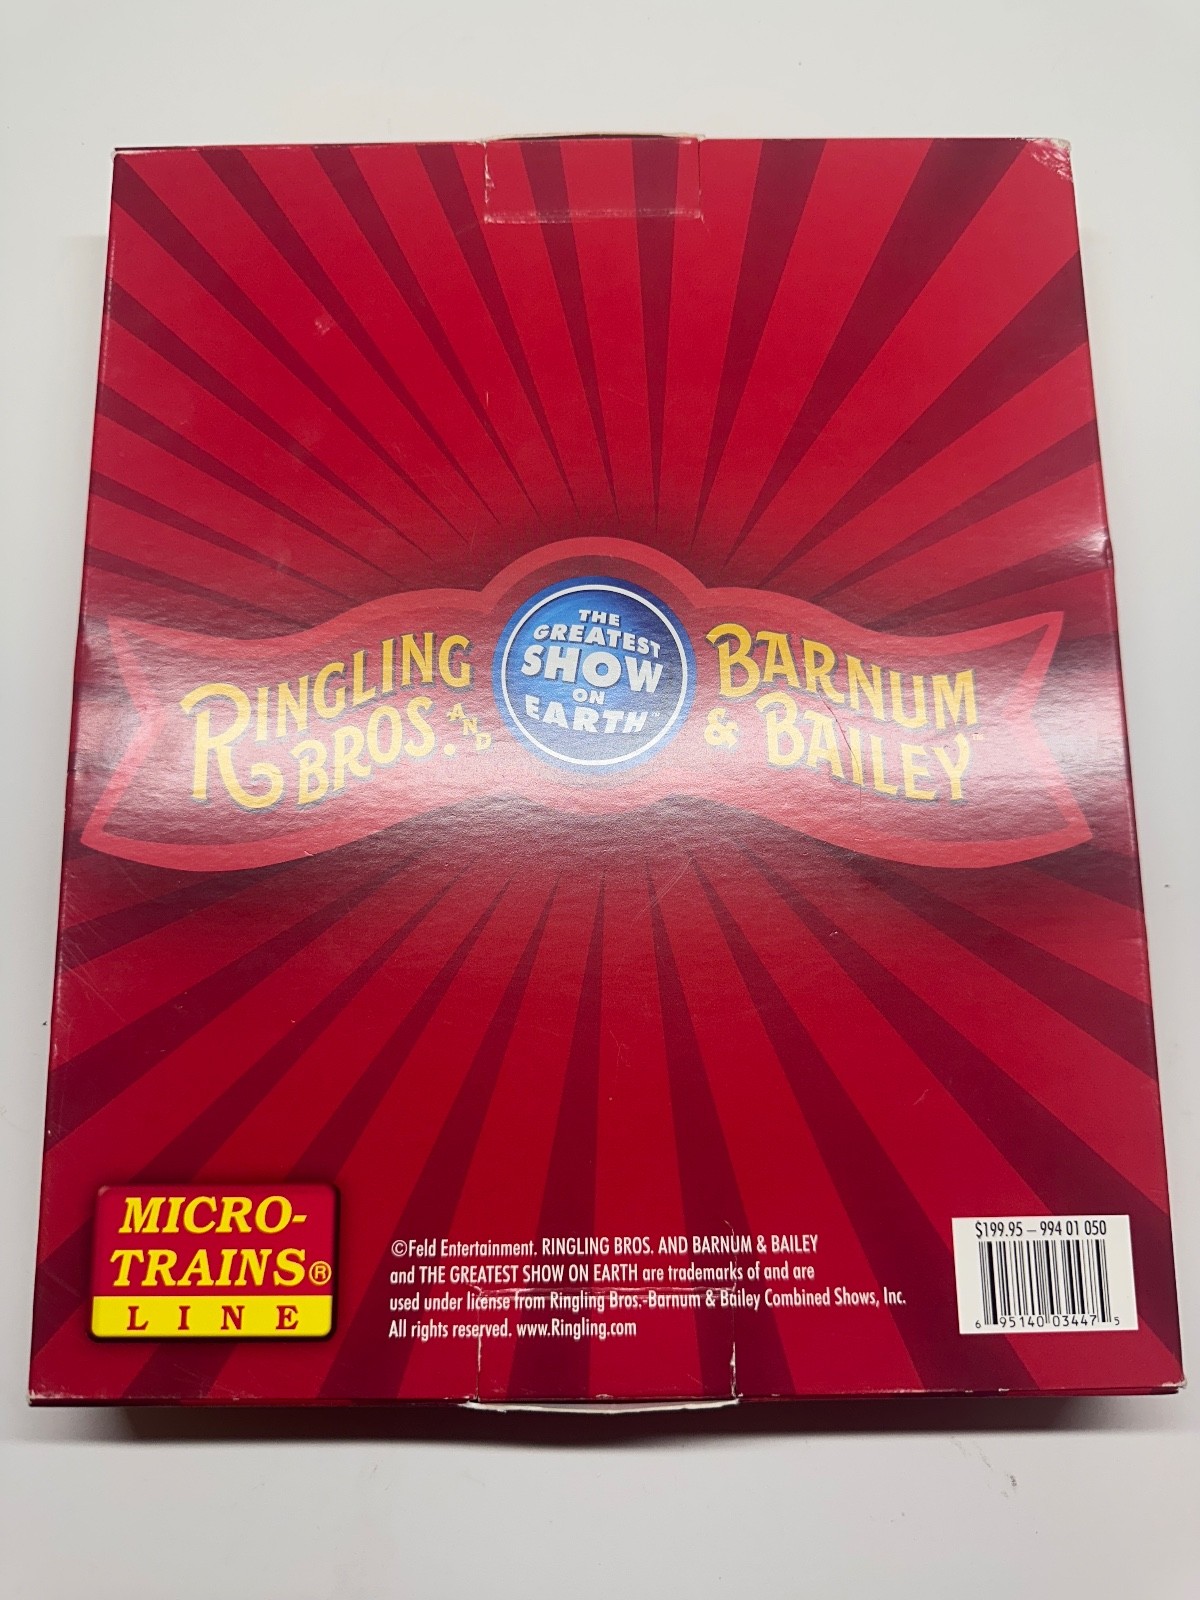 RINGLING
BROS. AND
THE
GREATEST
SHOW
ON
EARTH™
BARNUM
& BAILEY™
MICRO-
TRAINS®
LINE
©Feld Entertainment. RINGLING BROS. AND BARNUM & BAILEY
and THE GREATEST SHOW ON EARTH are trademarks of and are
used under license from Ringling Bros.-Barnum & Bailey Combined Shows, Inc.
All rights reserved. www.Ringling.com
$199.95 – 994 01 050
6 95140 03447 5